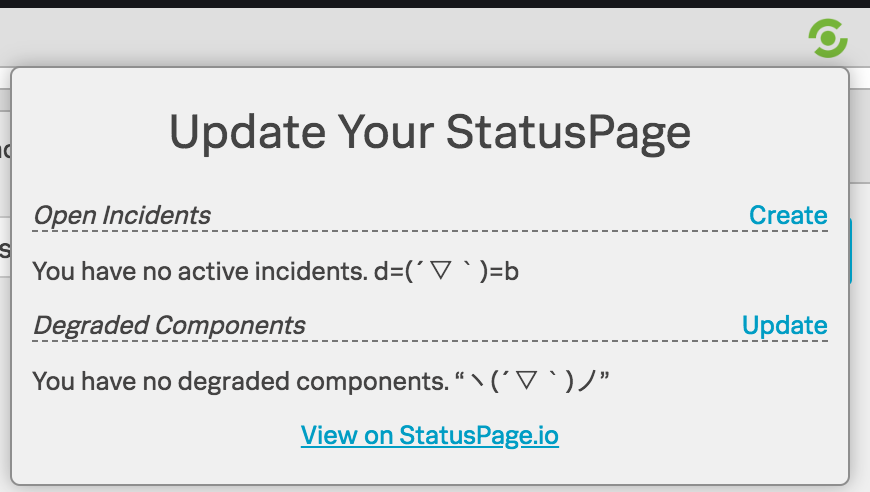 Update Your StatusPage
Open Incidents Create
You have no active incidents. d=(´▽｀)=b
Degraded Components Update
You have no degraded components. “ヽ(´▽｀)ノ”
View on StatusPage.io